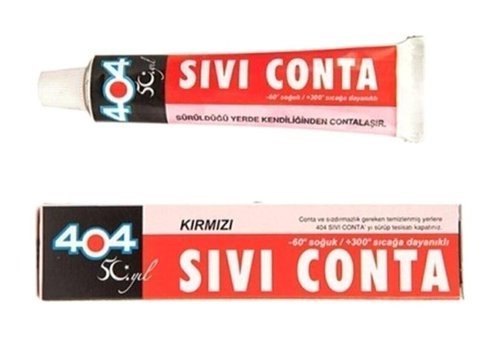 404
50.yıl
SIVI CONTA
-60° soğuk / +300° sıcağa dayanıklı
SÜRÜLDÜĞÜ YERDE KENDİLİĞİNDEN CONTALAŞIR.
404
50.yıl
KIRMIZI
Conta ve sızdırmazlık gereken temizlenmiş yerlere
404 SIVI CONTA' yı sürüp tesisatı kapatınız.
-60° soğuk / +300° sıcağa dayanıklı
SIVI CONTA